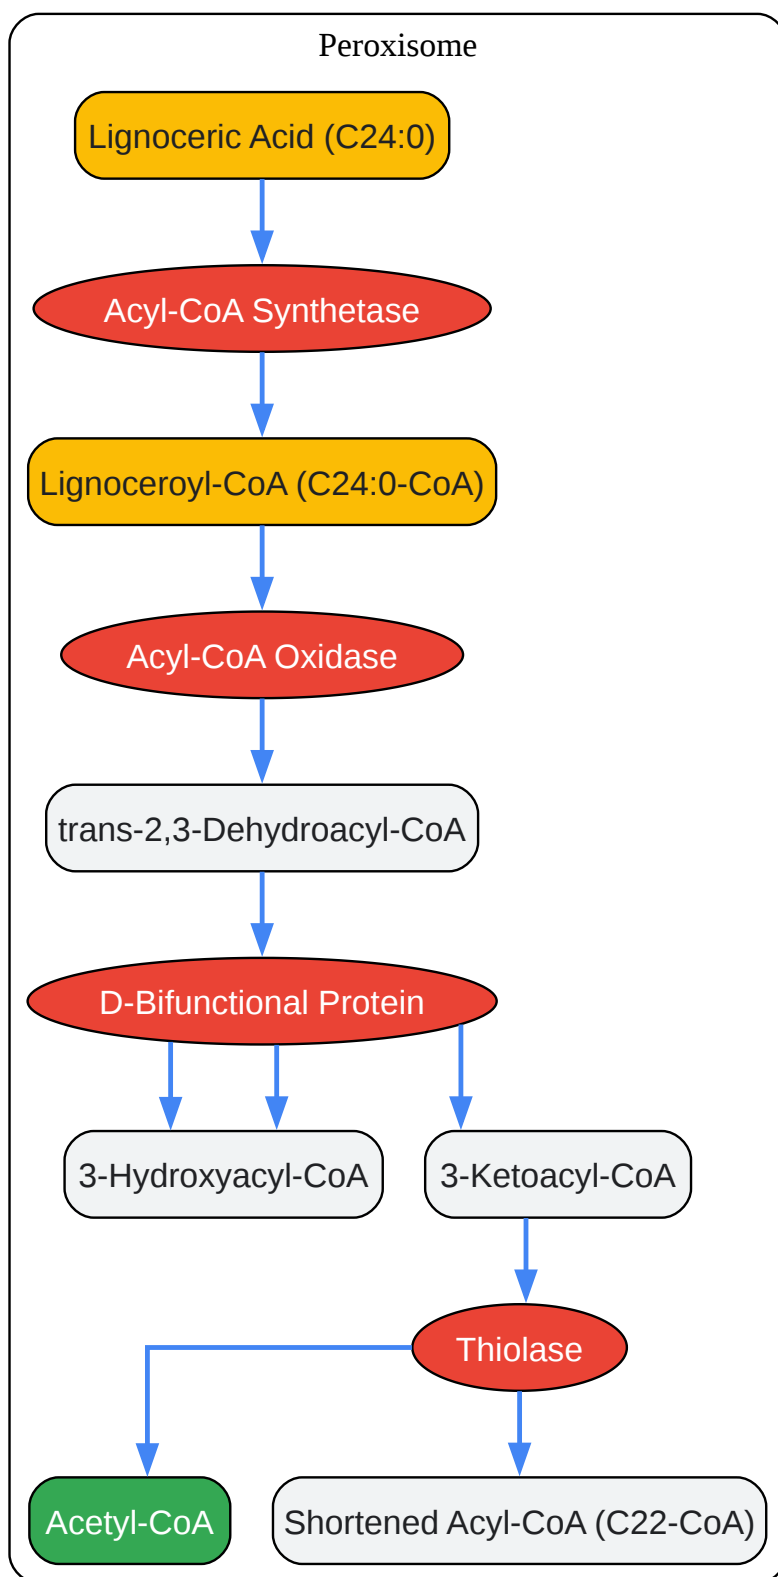 Peroxisome
Lignoceric Acid (C24:0)
Acyl-CoA Synthetase
Lignoceroyl-CoA (C24:0-CoA)
Acyl-CoA Oxidase
trans-2,3-Dehydroacyl-CoA
D-Bifunctional Protein
3-Hydroxyacyl-CoA
3-Ketoacyl-CoA
Thiolase
Acetyl-CoA
Shortened Acyl-CoA (C22-CoA)